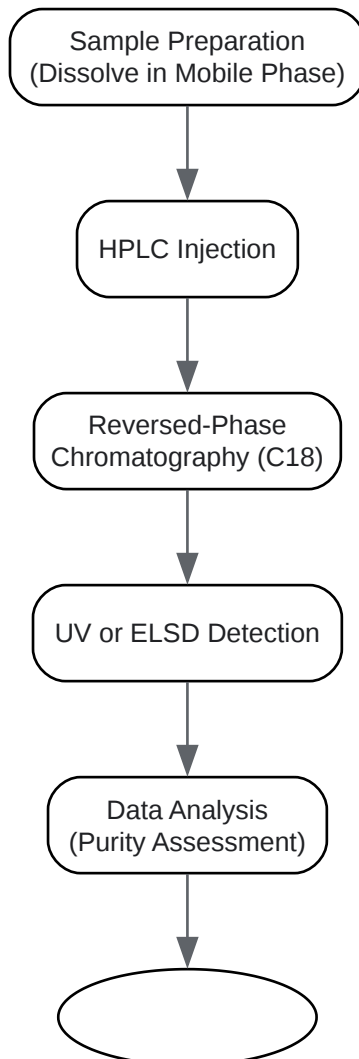 Sample Preparation
(Dissolve in Mobile Phase)
HPLC Injection
Reversed-Phase
Chromatography (C18)
UV or ELSD Detection
Data Analysis
(Purity Assessment)